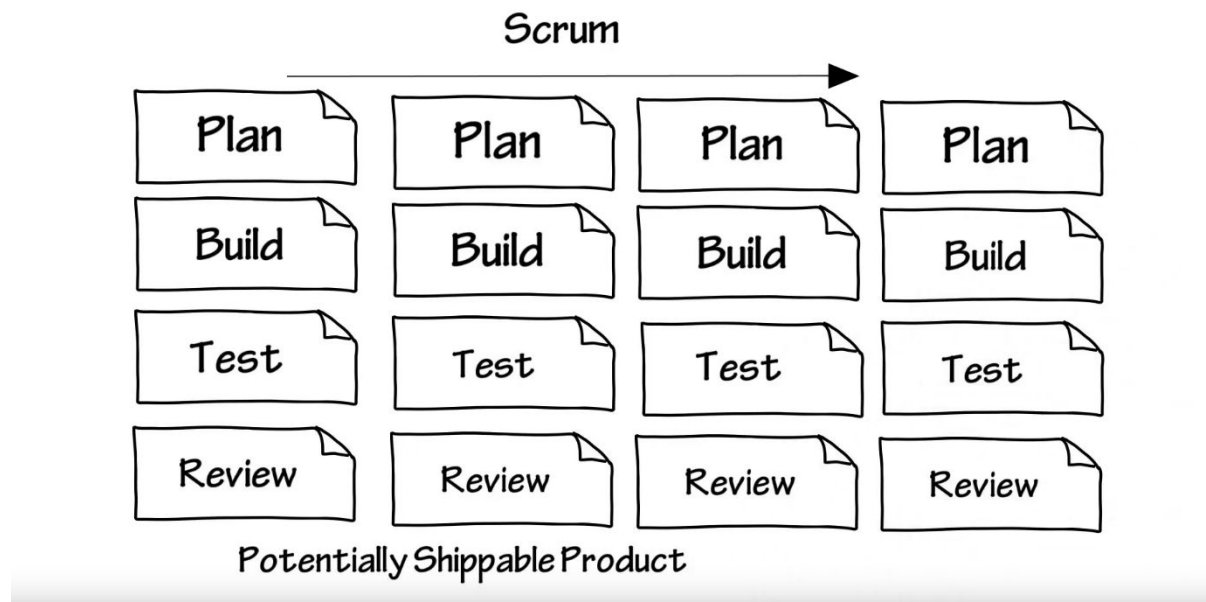 Scrum
Plan Plan Plan Plan
Build Build Build Build
Test Test Test Test
Review Review Review Review
Potentially Shippable Product